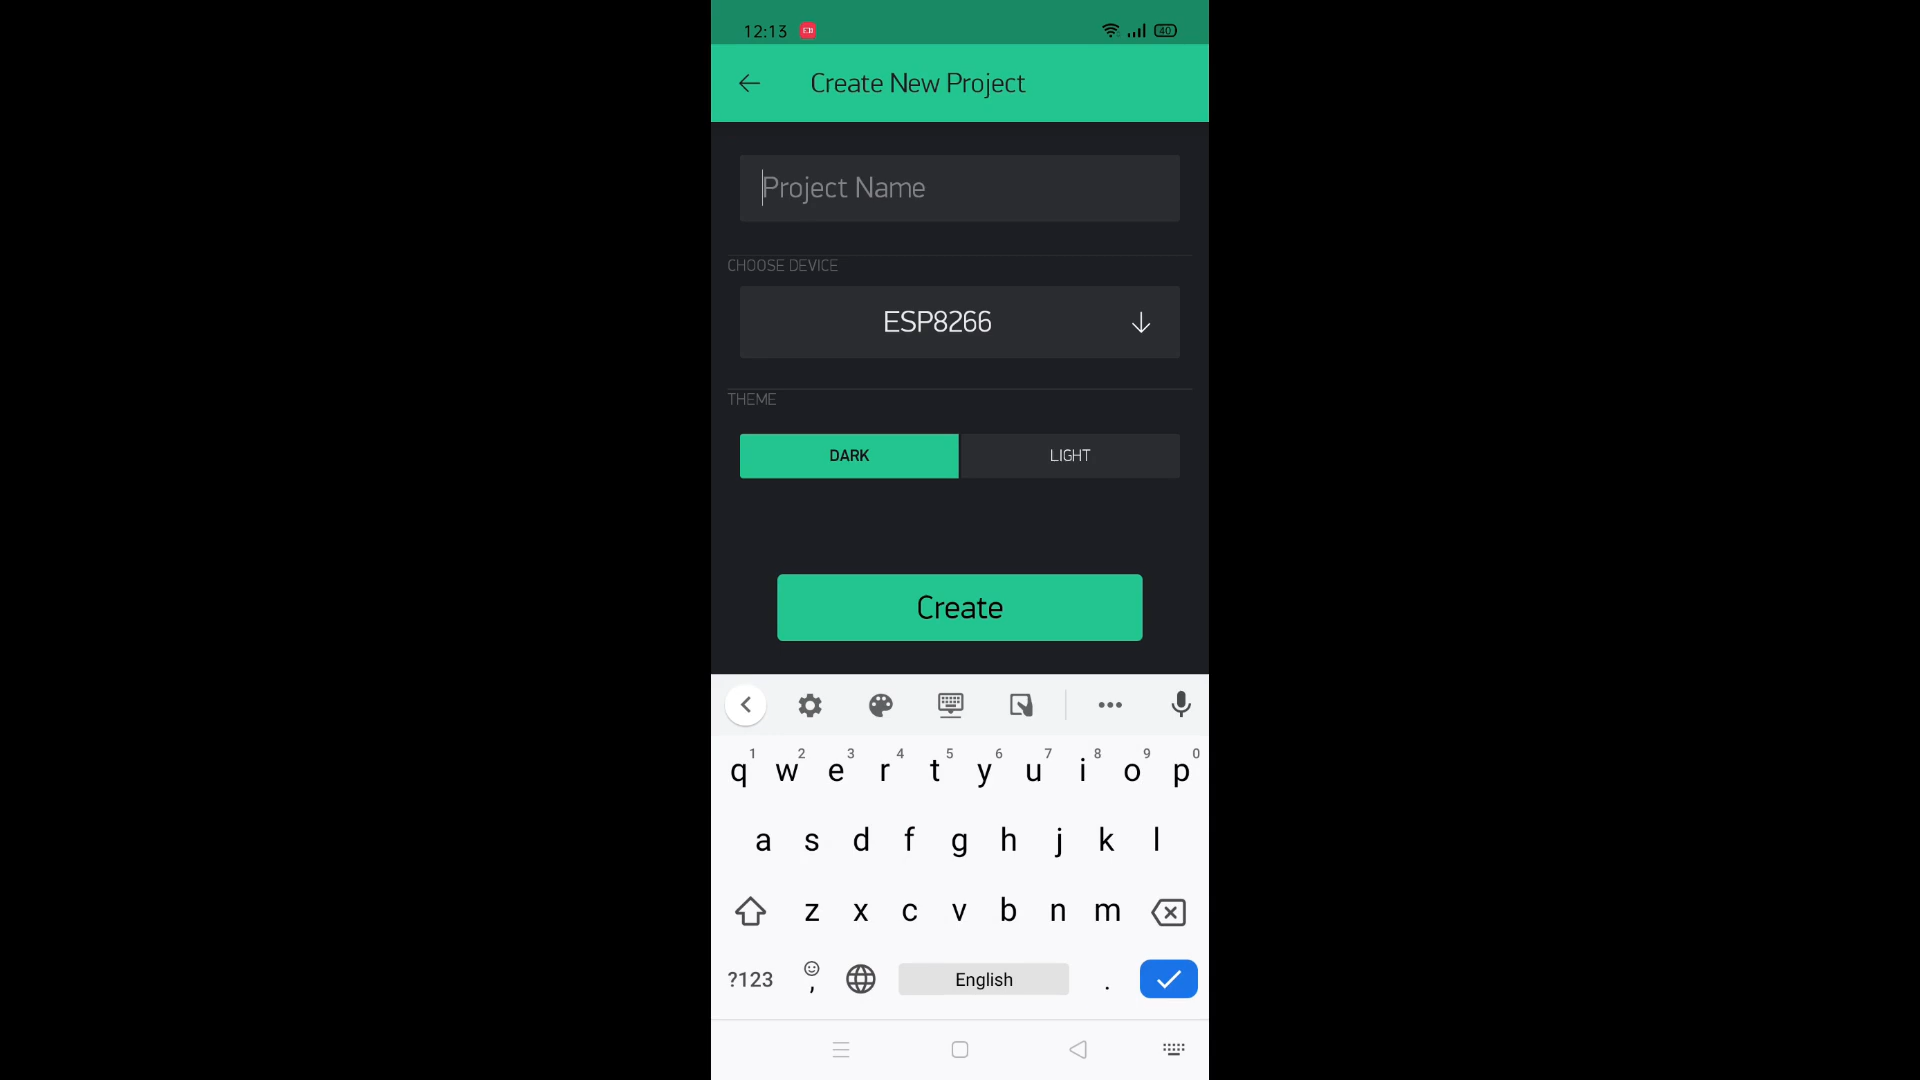 12:13
40
Create New Project
Project Name
CHOOSE DEVICE
ESP8266
THEME
DARK LIGHT
Create
1 2 3 4 5 6 7 8 9 0
q w e r t y u i o p
a s d f g h j k l
z x c v b n m
?123 , English .